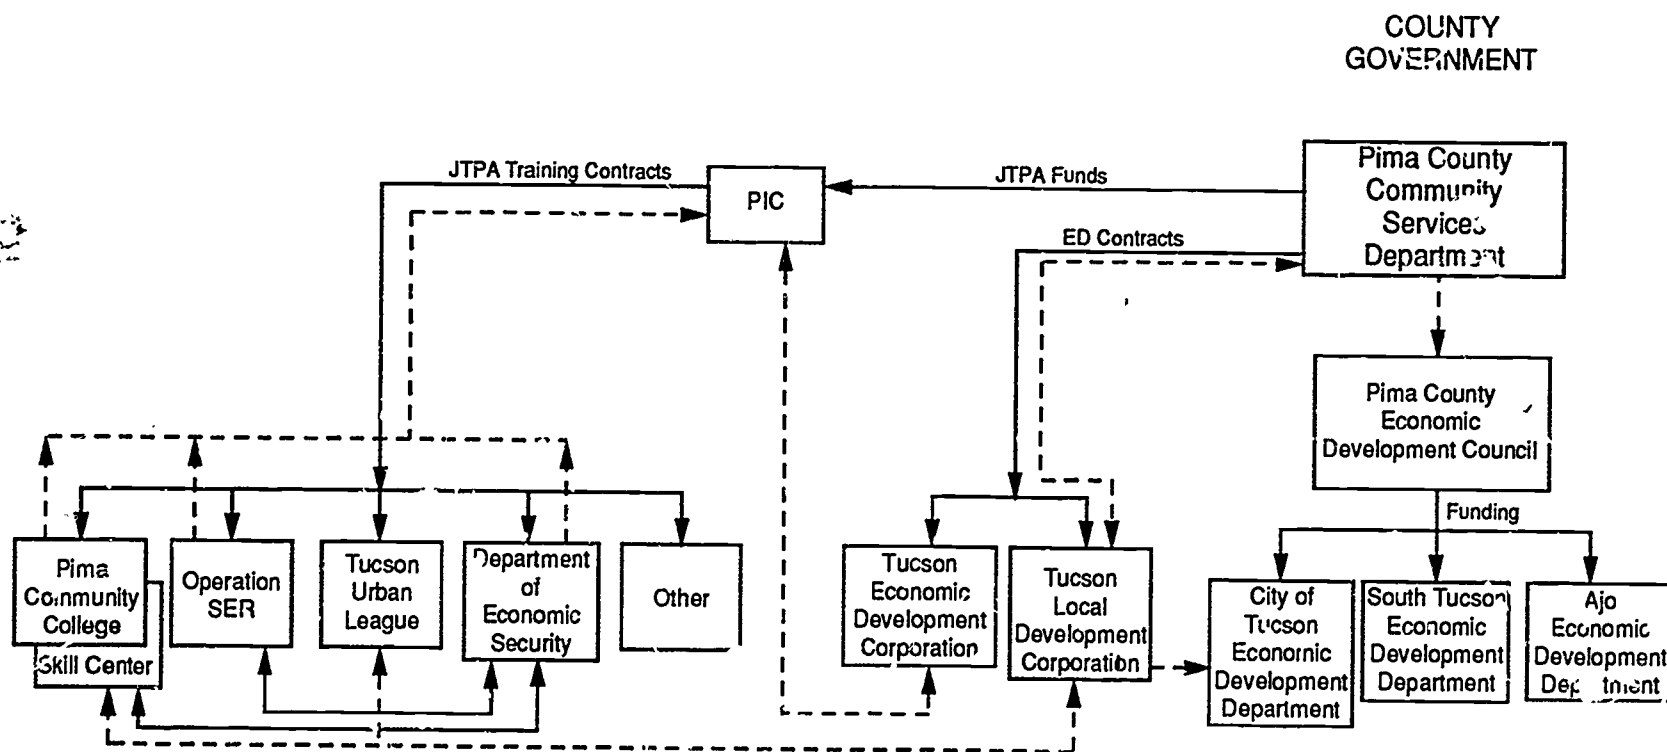 COUNTY
GOVERNMENT
JTPA Training Contracts
PIC
JTPA Funds
Pima County
Community
Services
Department
ED Contracts
Pima County
Economic
Development Council
Funding
Pima
Community
College
Skill Center
Operation
SER
Tucson
Urban
League
Department
of
Economic
Security
Other
Tucson
Economic
Development
Corporation
Tucson
Local
Development
Corporation
City of
Tucson
Economic
Development
Department
South Tucson
Economic
Development
Department
Ajo
Economic
Development
Department